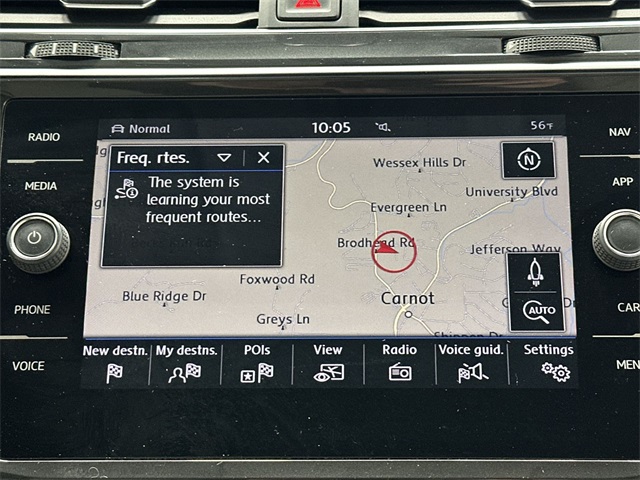 Normal
10:05
56°F
RADIO
MEDIA
PHONE
VOICE
NAV
APP
CAR
MEN
Freq. rtes.
The system is
learning your most
frequent routes...
N
Wessex Hills Dr
University Blvd
Evergreen Ln
Brodhead Rd
Jefferson Way
Foxwood Rd
Blue Ridge Dr
Carnot
Greys Ln
AUTO
New destn.
My destns.
POIs
View
Radio
Voice guid.
Settings